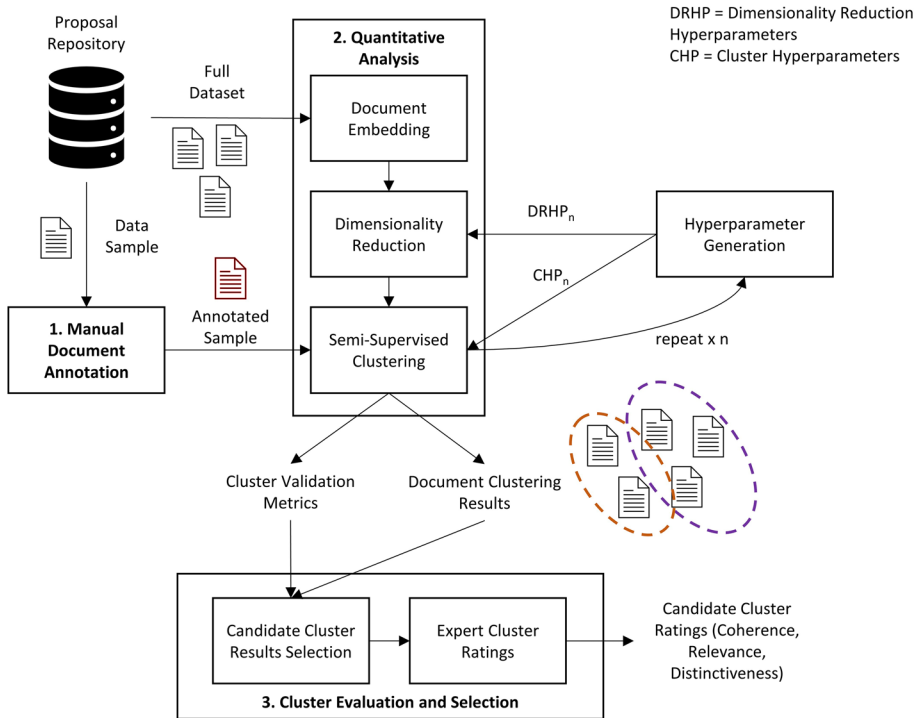 Proposal
Repository
DRHP = Dimensionality Reduction
Hyperparameters
CHP = Cluster Hyperparameters
2. Quantitative
Analysis
Full
Dataset
Document
Embedding
Data
Sample
Dimensionality
Reduction
DRHPn
Hyperparameter
Generation
CHPn
Annotated
Sample
1. Manual
Document
Annotation
Semi-Supervised
Clustering
repeat x n
Cluster Validation
Metrics
Document Clustering
Results
Candidate Cluster
Results Selection
Expert Cluster
Ratings
Candidate Cluster
Ratings (Coherence,
Relevance,
Distinctiveness)
3. Cluster Evaluation and Selection